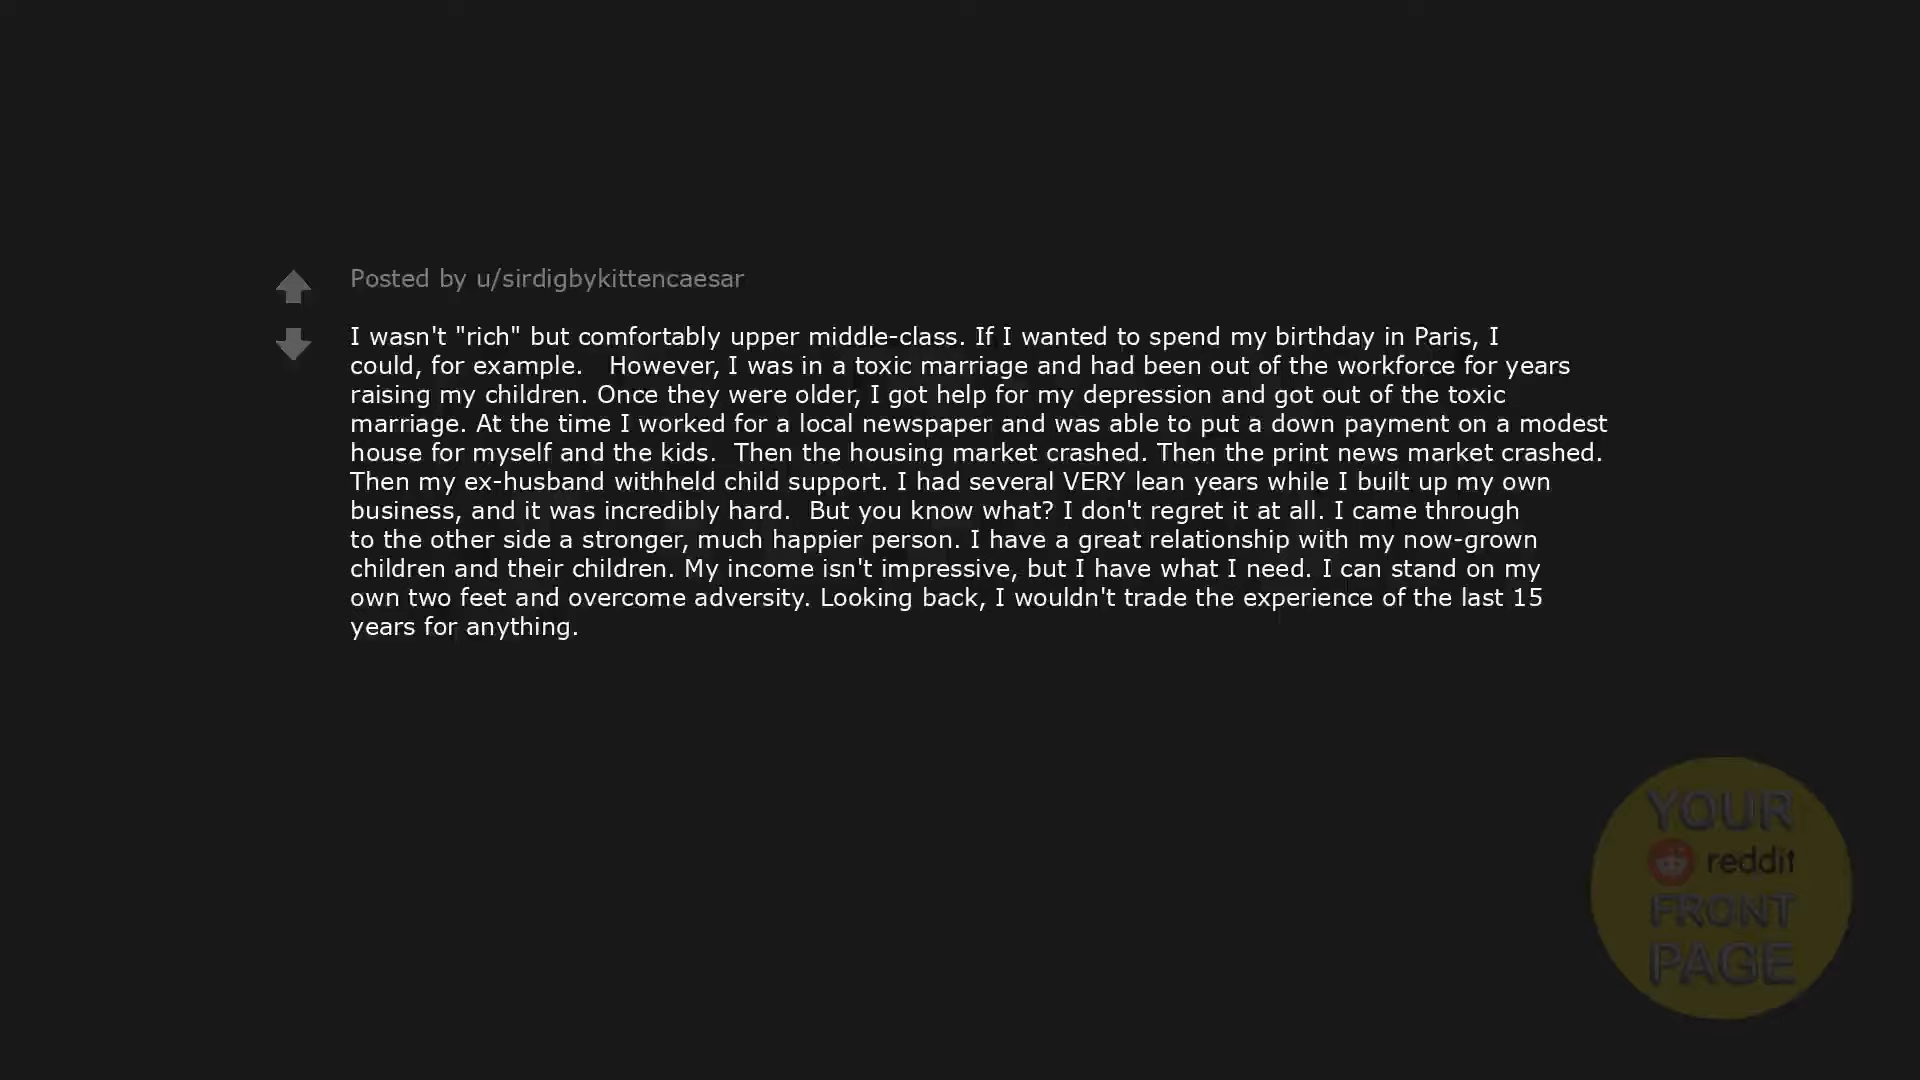 Posted by u/sirdigbykittencaesar
I wasn't "rich" but comfortably upper middle-class. If I wanted to spend my birthday in Paris, I
could, for example.   However, I was in a toxic marriage and had been out of the workforce for years
raising my children. Once they were older, I got help for my depression and got out of the toxic
marriage. At the time I worked for a local newspaper and was able to put a down payment on a modest
house for myself and the kids.  Then the housing market crashed. Then the print news market crashed.
Then my ex-husband withheld child support. I had several VERY lean years while I built up my own
business, and it was incredibly hard.  But you know what? I don't regret it at all. I came through
to the other side a stronger, much happier person. I have a great relationship with my now-grown
children and their children. My income isn't impressive, but I have what I need. I can stand on my
own two feet and overcome adversity. Looking back, I wouldn't trade the experience of the last 15
years for anything.
YOUR
reddit
FRONT
PAGE